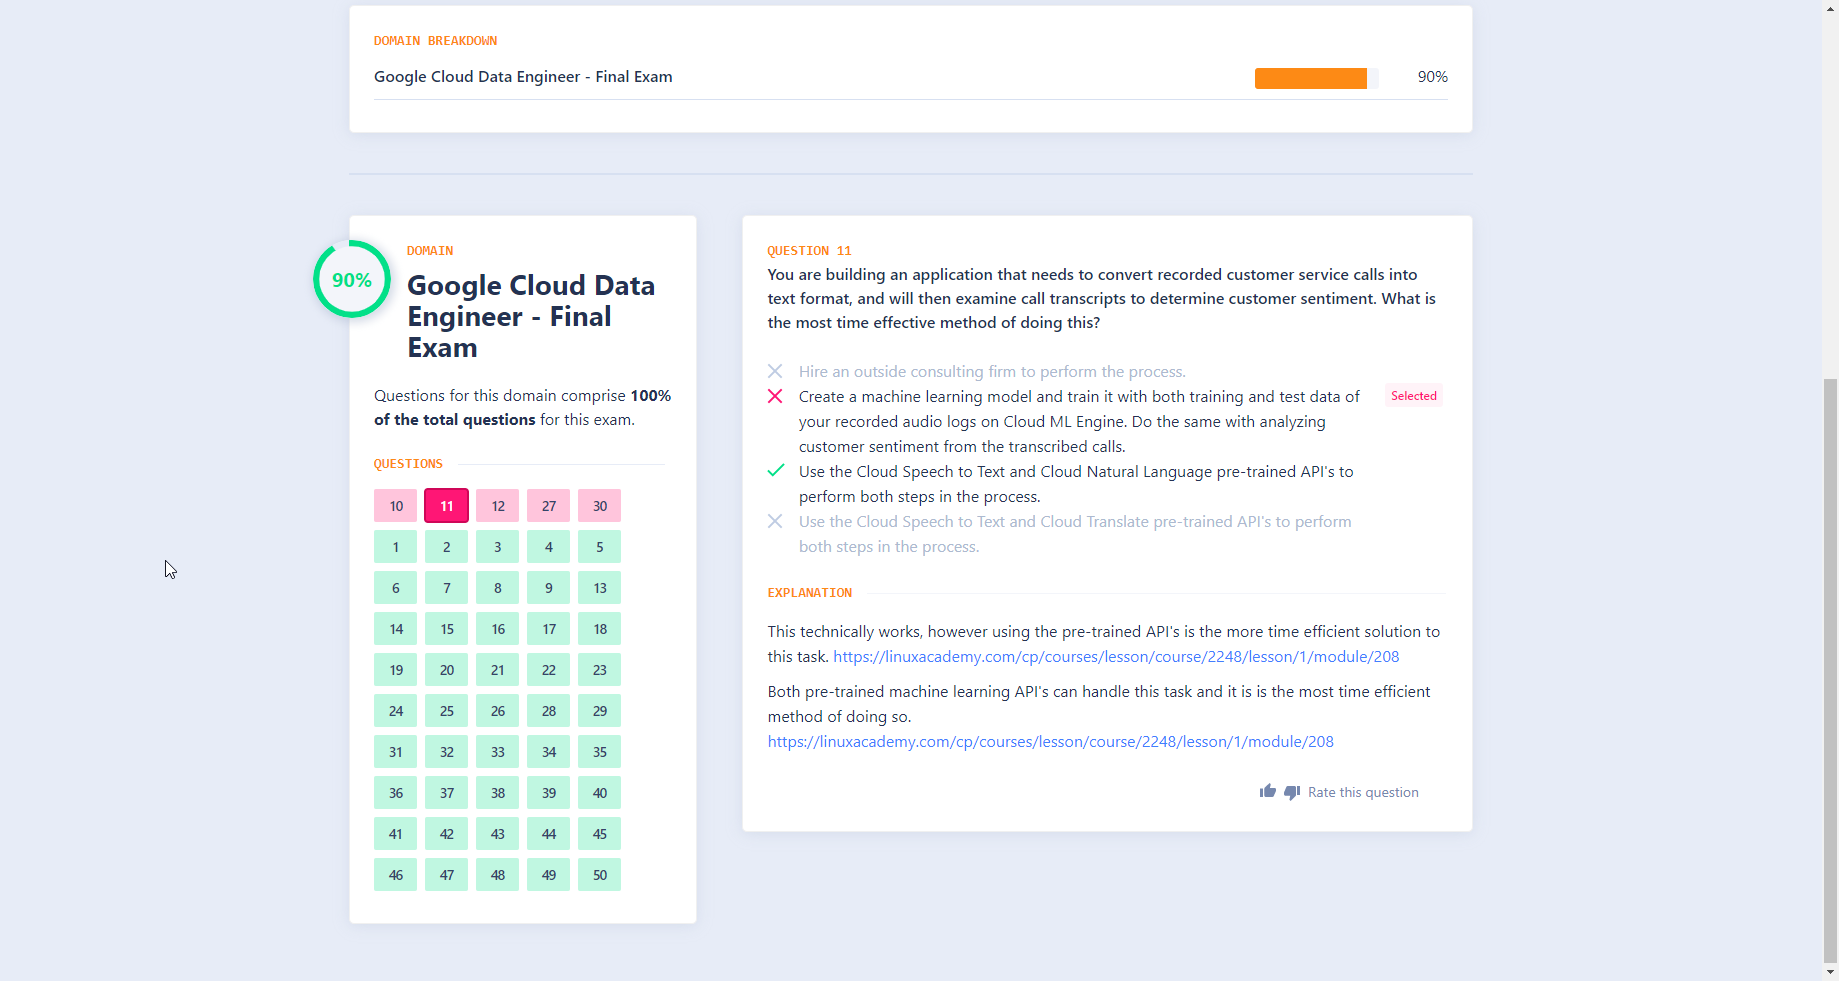 DOMAIN BREAKDOWN
Google Cloud Data Engineer - Final Exam 90%
90%
DOMAIN
Google Cloud Data
Engineer - Final
Exam
Questions for this domain comprise 100%
of the total questions for this exam.
QUESTIONS
10 11 12 27 30
1 2 3 4 5
6 7 8 9 13
14 15 16 17 18
19 20 21 22 23
24 25 26 28 29
31 32 33 34 35
36 37 38 39 40
41 42 43 44 45
46 47 48 49 50
QUESTION 11
You are building an application that needs to convert recorded customer service calls into
text format, and will then examine call transcripts to determine customer sentiment. What is
the most time effective method of doing this?
Hire an outside consulting firm to perform the process.
Create a machine learning model and train it with both training and test data of Selected
your recorded audio logs on Cloud ML Engine. Do the same with analyzing
customer sentiment from the transcribed calls.
Use the Cloud Speech to Text and Cloud Natural Language pre-trained API's to
perform both steps in the process.
Use the Cloud Speech to Text and Cloud Translate pre-trained API's to perform
both steps in the process.
EXPLANATION
This technically works, however using the pre-trained API's is the more time efficient solution to
this task. https://linuxacademy.com/cp/courses/lesson/course/2248/lesson/1/module/208
Both pre-trained machine learning API's can handle this task and it is is the most time efficient
method of doing so.
https://linuxacademy.com/cp/courses/lesson/course/2248/lesson/1/module/208
Rate this question